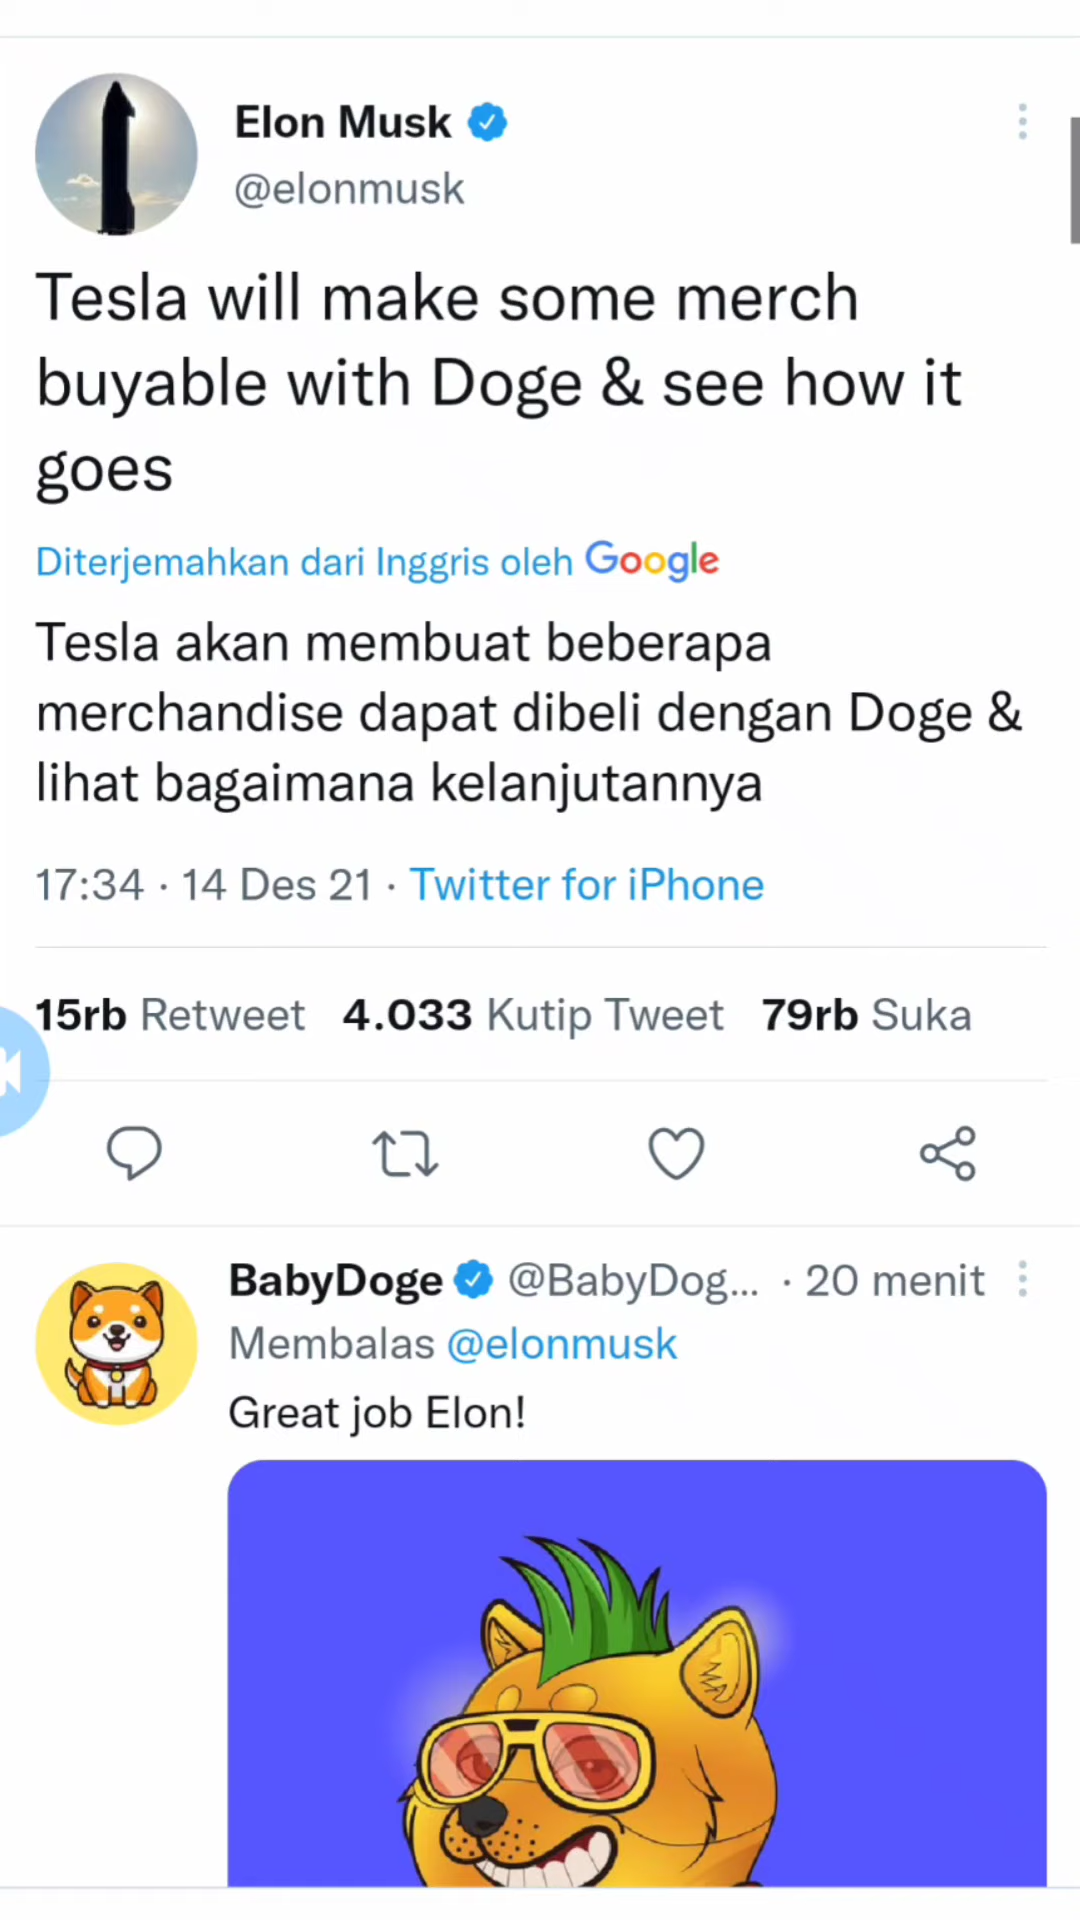 Elon Musk
@elonmusk
Tesla will make some merch
buyable with Doge & see how it
goes
Diterjemahkan dari Inggris oleh Google
Tesla akan membuat beberapa
merchandise dapat dibeli dengan Doge &
lihat bagaimana kelanjutannya
17:34 · 14 Des 21 · Twitter for iPhone
15rb Retweet 4.033 Kutip Tweet 79rb Suka
BabyDoge @BabyDog... · 20 menit
Membalas @elonmusk
Great job Elon!